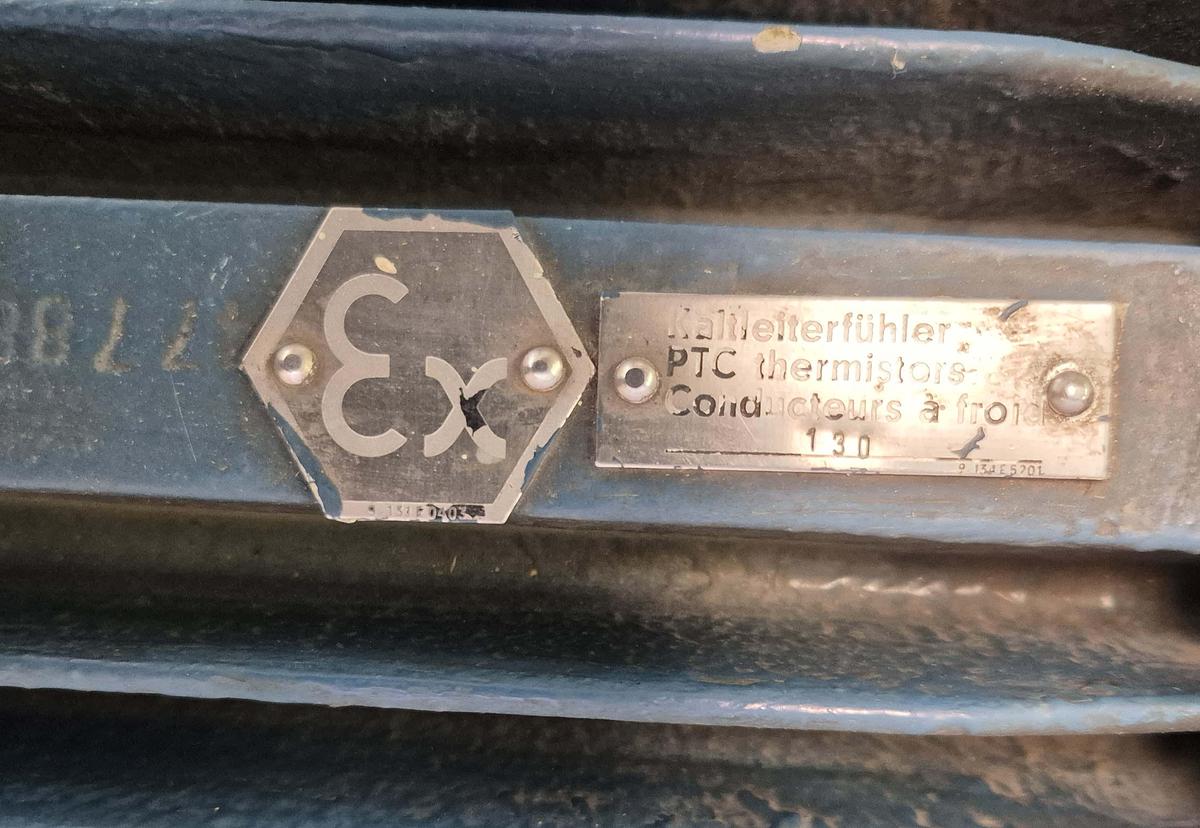 Ex
Kaltleiterfühler
PTC thermistors
Conducteurs à froid
130